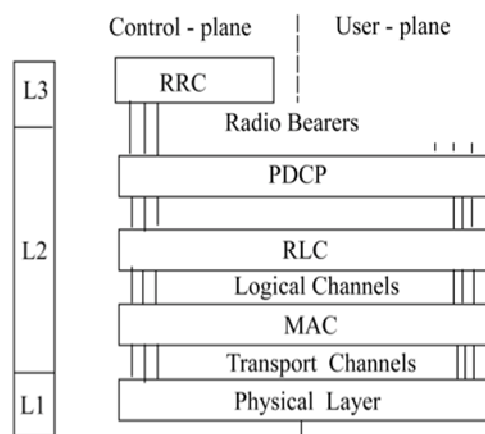 Control - plane
User - plane
L3
RRC
Radio Bearers
PDCP
L2
RLC
Logical Channels
MAC
Transport Channels
L1
Physical Layer